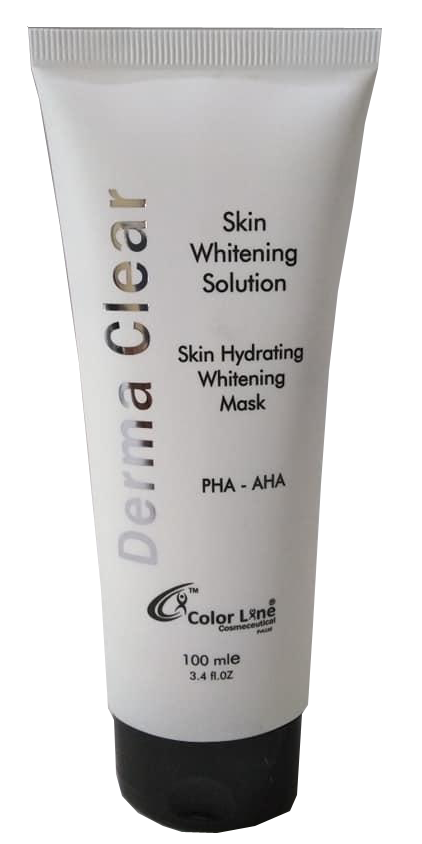 Derma Clear
Skin
Whitening
Solution
Skin Hydrating
Whitening
Mask
PHA - AHA
TM
Color Line®
Cosmeceutical
100 mle
3.4 fl.OZ